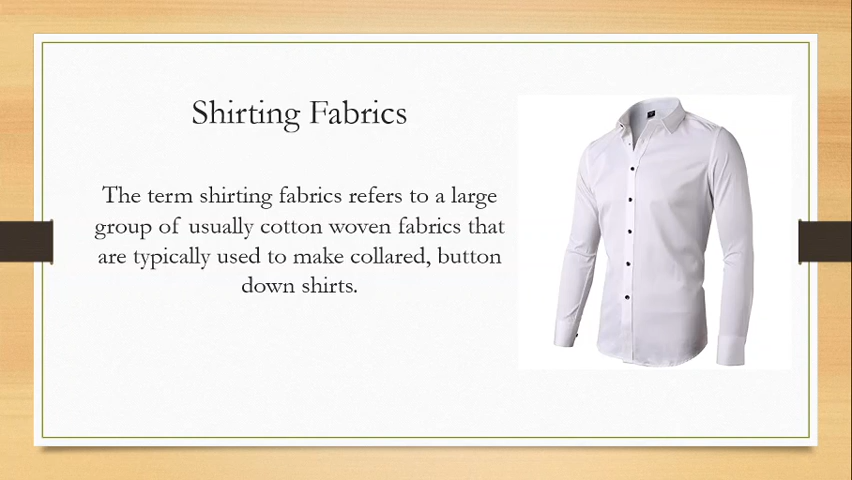 Shirting Fabrics
The term shirting fabrics refers to a large
group of usually cotton woven fabrics that
are typically used to make collared, button
down shirts.